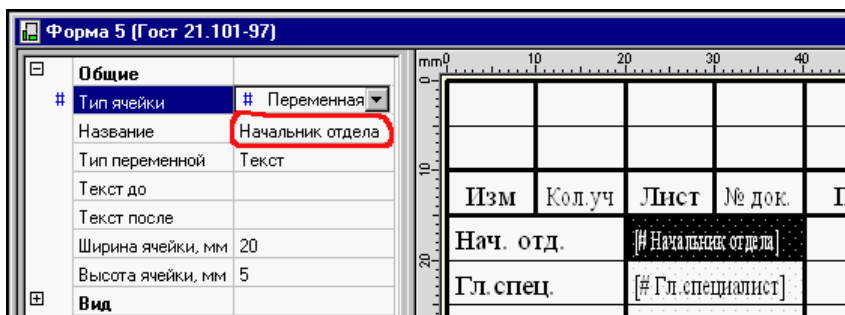 Форма 5 (Гост 21.101-97)
Общие
# Тип ячейки # Переменная
Название Начальник отдела
Тип переменной Текст
Текст до
Текст после
Ширина ячейки, мм 20
Высота ячейки, мм 5
Вид
mm 0 10 20 30 40
0
10
20
Изм Кол.уч Лист № док.
Нач. отд. [# Начальник отдела]
Гл.спец. [# Гл.специалист]